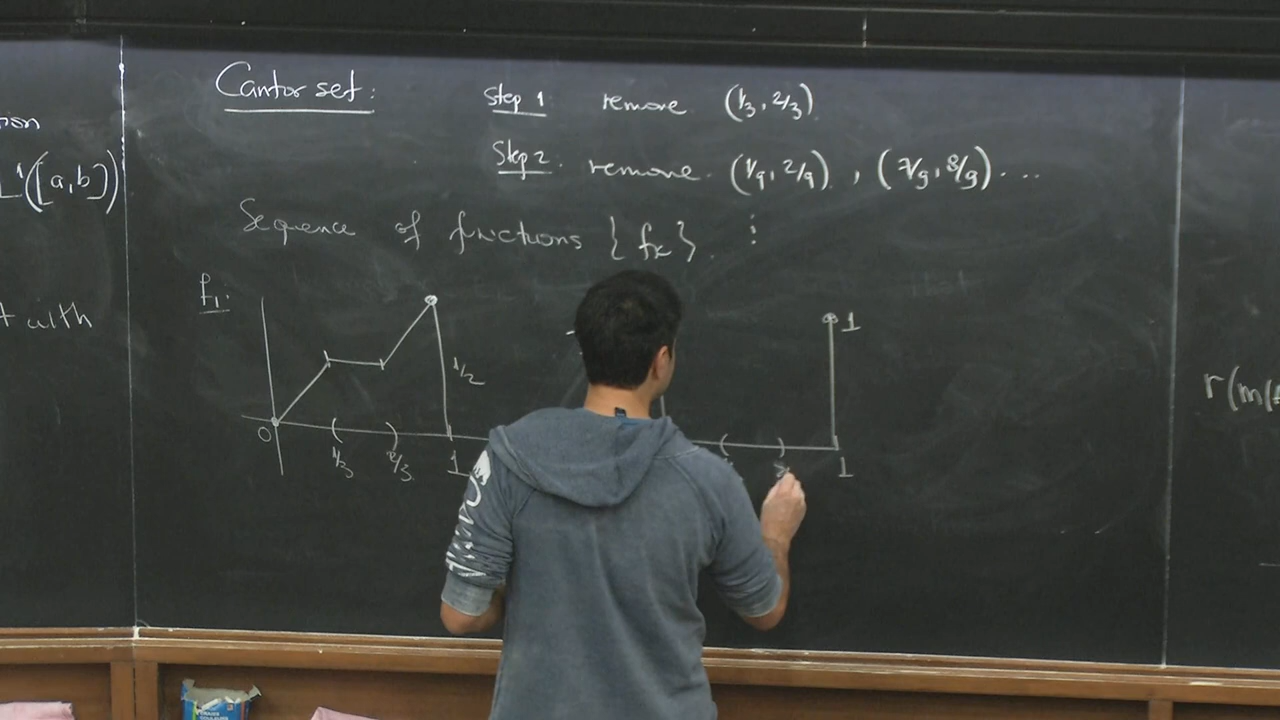 Cantor set:
Step 1 remove (1/3, 2/3)
Step 2. remove (1/9, 2/9), (7/9, 8/9) ...
Sequence of functions {fk}. :
f1:
1/2
0
1/3
2/3
1
1
1
L1([a,b])
with
r(m(